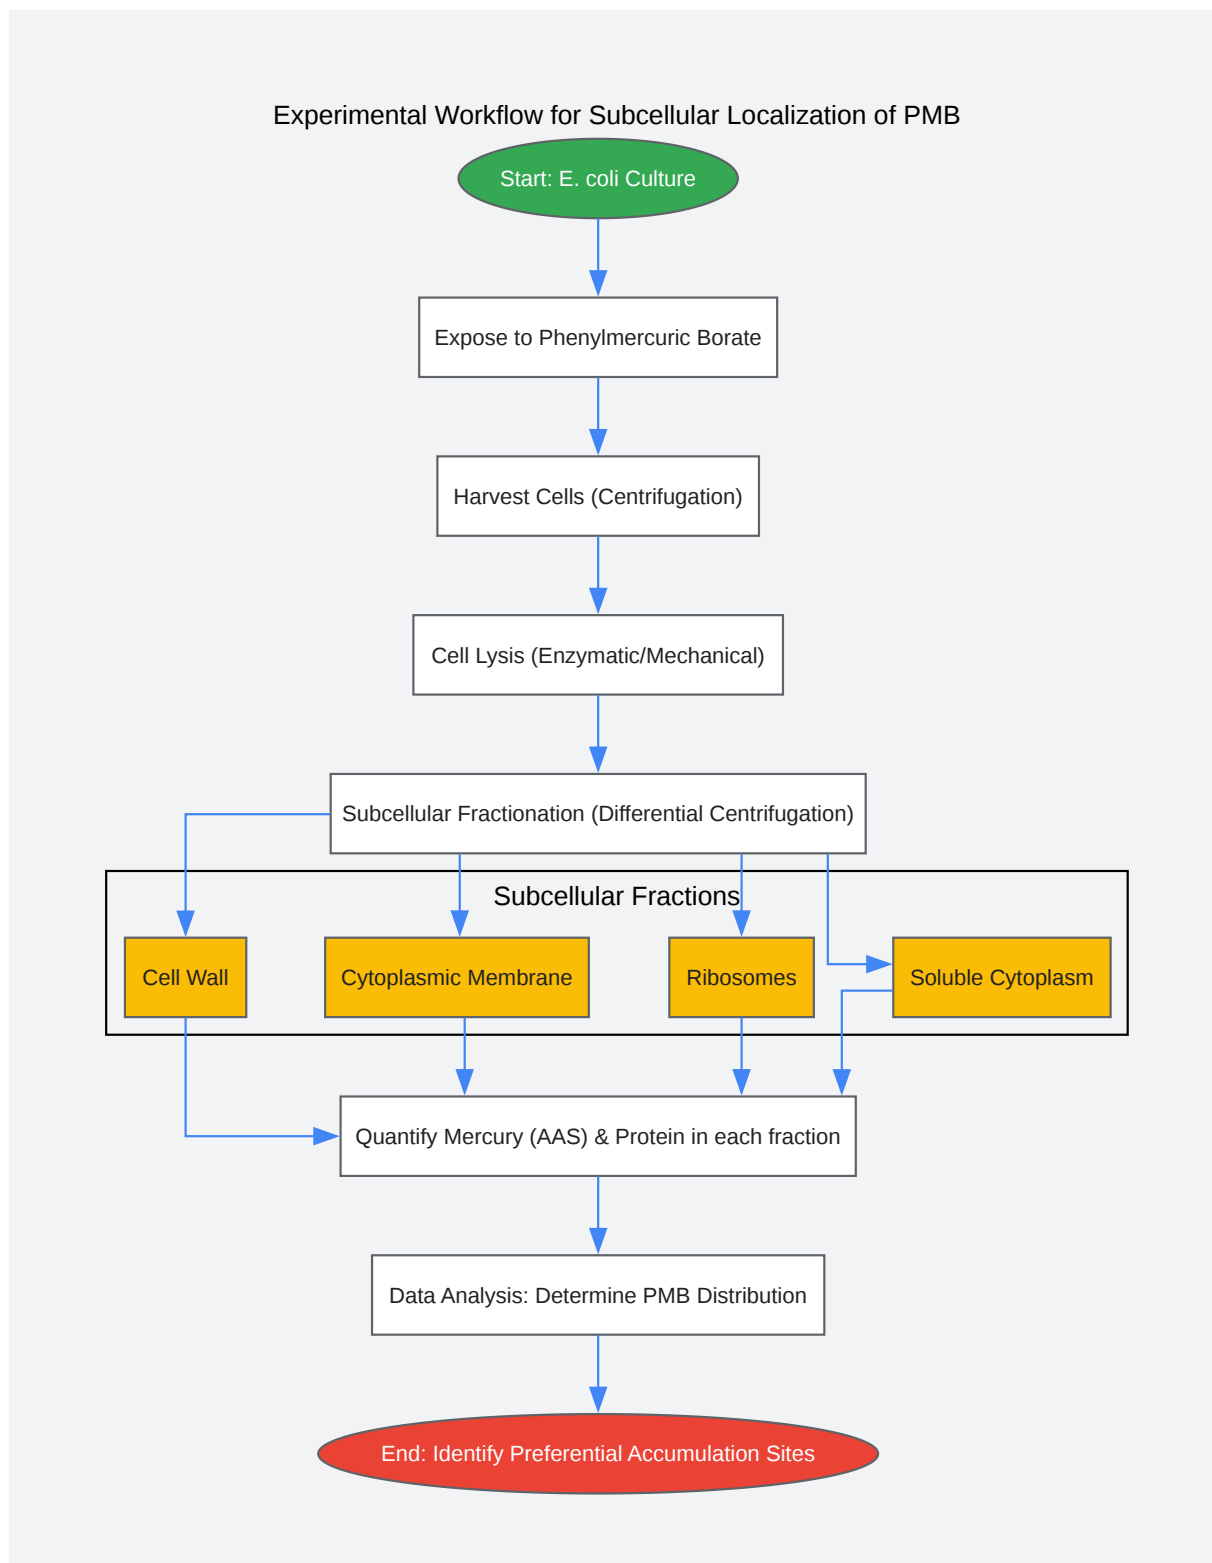 Experimental Workflow for Subcellular Localization of PMB
Start: E. coli Culture
Expose to Phenylmercuric Borate
Harvest Cells (Centrifugation)
Cell Lysis (Enzymatic/Mechanical)
Subcellular Fractionation (Differential Centrifugation)
Subcellular Fractions
Cell Wall
Cytoplasmic Membrane
Ribosomes
Soluble Cytoplasm
Quantify Mercury (AAS) & Protein in each fraction
Data Analysis: Determine PMB Distribution
End: Identify Preferential Accumulation Sites